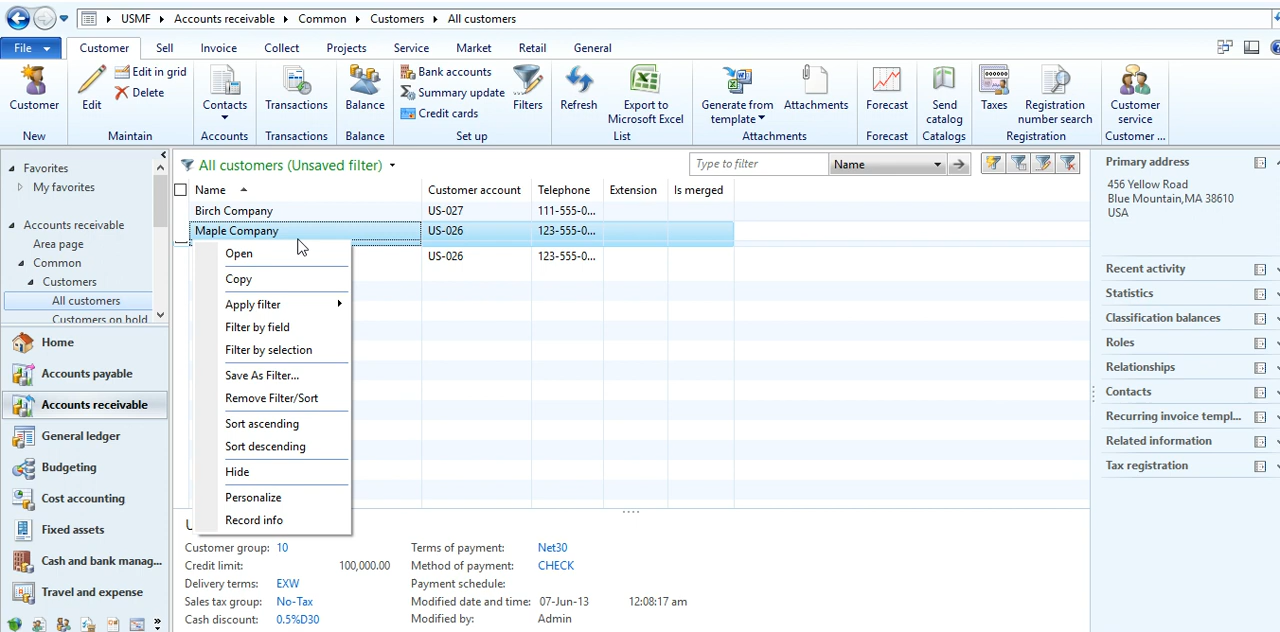 USMF ▸ Accounts receivable ▸ Common ▸ Customers ▸ All customers
File Customer Sell Invoice Collect Projects Service Market Retail General
Customer
New
Edit
Edit in grid
Delete
Maintain
Contacts
Accounts
Transactions
Transactions
Balance
Balance
Bank accounts
Summary update
Credit cards
Filters
Set up
Refresh
Export to
Microsoft Excel
List
Generate from
template
Attachments
Attachments
Forecast
Forecast
Send
catalog
Catalogs
Taxes
Registration
number search
Registration
Customer
service
Customer ...
Favorites
My favorites
Accounts receivable
Area page
Common
Customers
All customers
Customers on hold
Home
Accounts payable
Accounts receivable
General ledger
Budgeting
Cost accounting
Fixed assets
Cash and bank manag...
Travel and expense
All customers (Unsaved filter)
Type to filter Name
Name Customer account Telephone Extension Is merged
Birch Company US-027 111-555-0...
Maple Company US-026 123-555-0...
US-026 123-555-0...
Open
Copy
Apply filter
Filter by field
Filter by selection
Save As Filter...
Remove Filter/Sort
Sort ascending
Sort descending
Hide
Personalize
Record info
Customer group: 10
Credit limit: 100,000.00
Delivery terms: EXW
Sales tax group: No-Tax
Cash discount: 0.5%D30
Terms of payment: Net30
Method of payment: CHECK
Payment schedule:
Modified date and time: 07-Jun-13 12:08:17 am
Modified by: Admin
Primary address
456 Yellow Road
Blue Mountain,MA 38610
USA
Recent activity
Statistics
Classification balances
Roles
Relationships
Contacts
Recurring invoice templ...
Related information
Tax registration